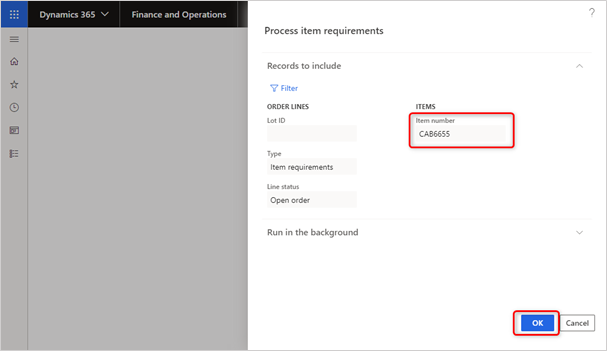 Dynamics 365
Finance and Operations
?
Process item requirements
Records to include
Filter
ORDER LINES
Lot ID
Type
Item requirements
Line status
Open order
ITEMS
Item number
CAB6655
Run in the background
OK
Cancel